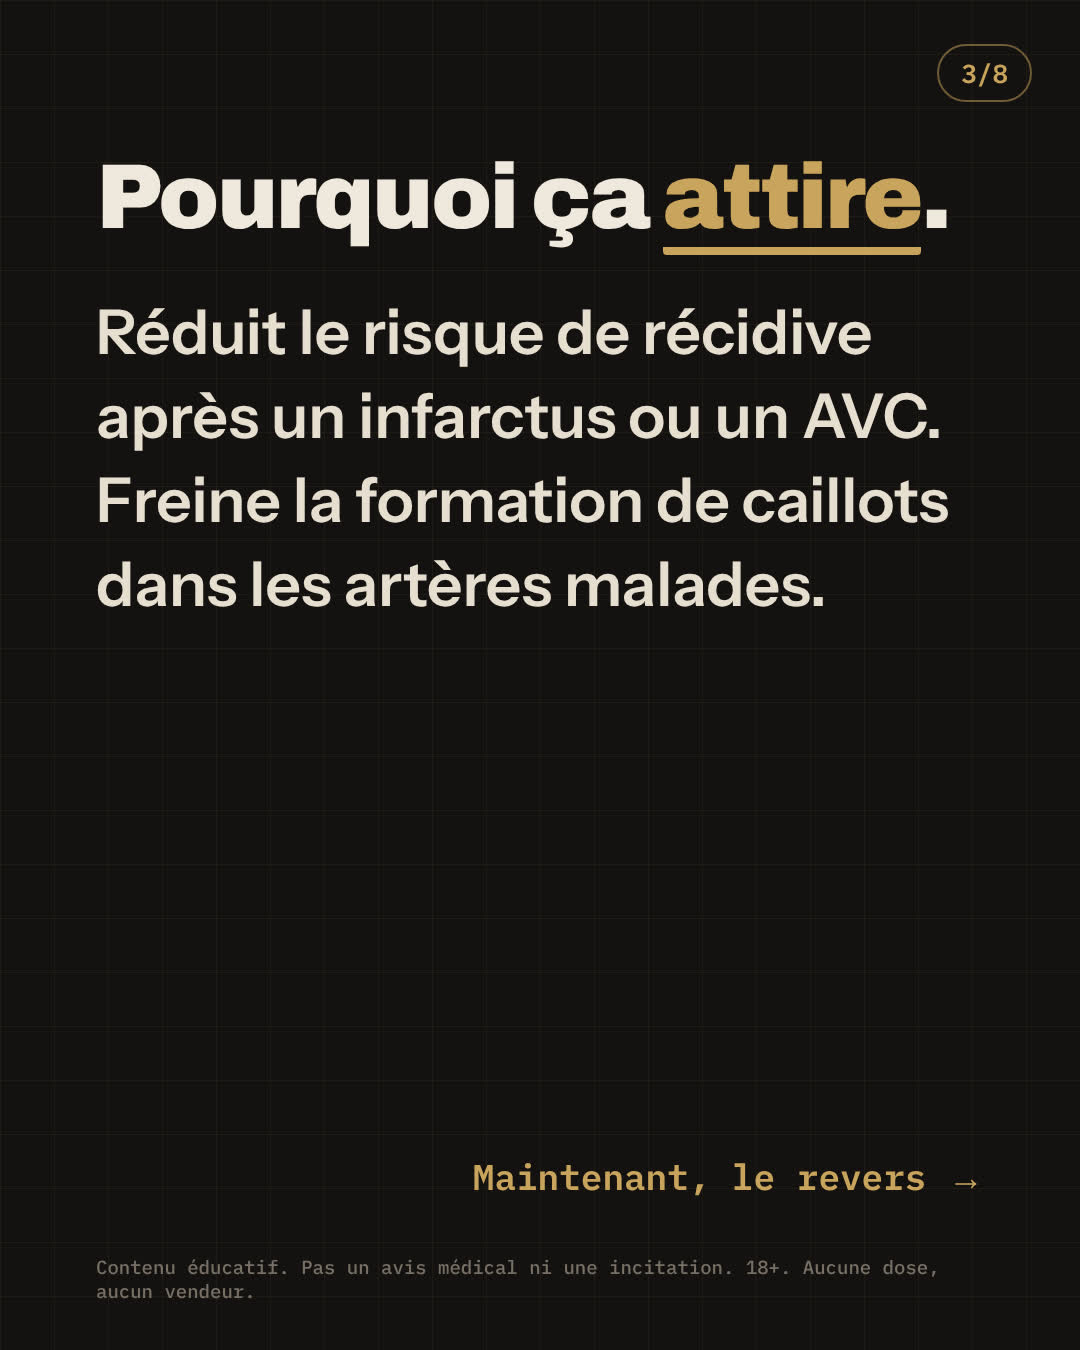 3/8
Pourquoi ça attire.
Réduit le risque de récidive
après un infarctus ou un AVC.
Freine la formation de caillots
dans les artères malades.
Maintenant, le revers →
Contenu éducatif. Pas un avis médical ni une incitation. 18+. Aucune dose,
aucun vendeur.